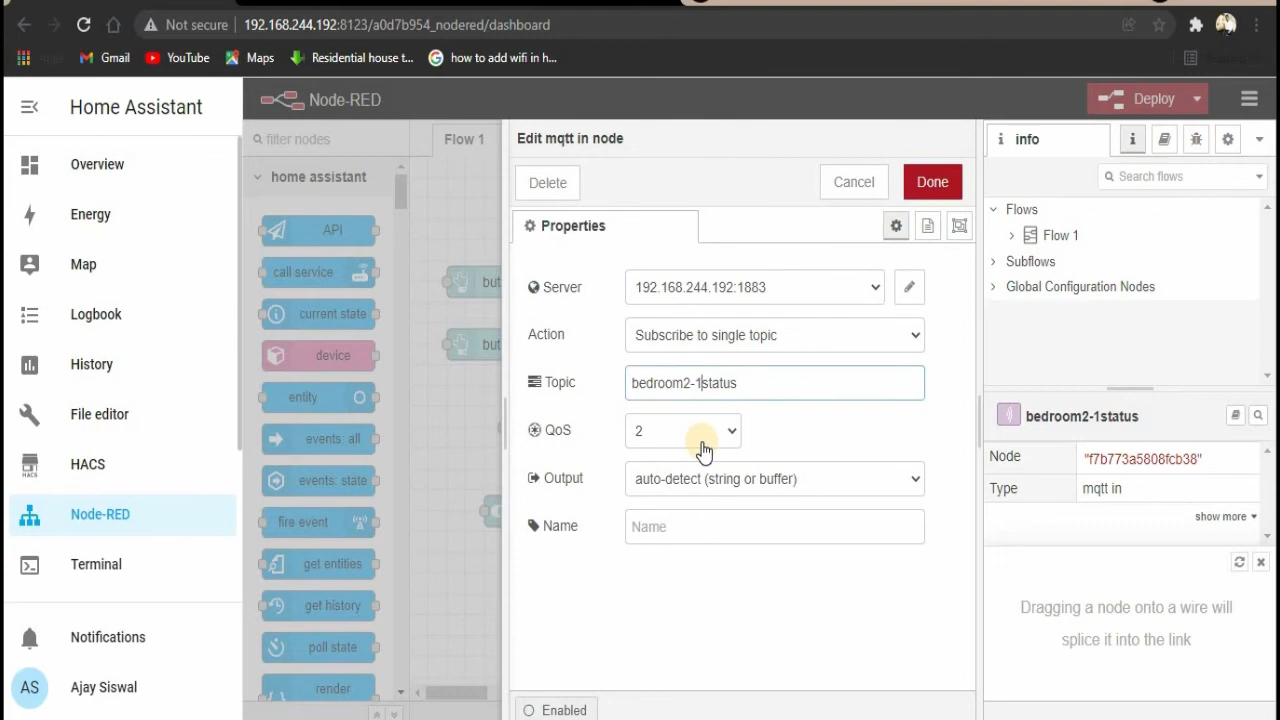 Not secure 192.168.244.192:8123/a0d7b954_nodered/dashboard
Gmail YouTube Maps Residential house t... how to add wifi in h...
Home Assistant
Overview
Energy
Map
Logbook
History
File editor
HACS
Node-RED
Terminal
Notifications
AS Ajay Siswal
Node-RED
Deploy
filter nodes
home assistant
API
call service
current state
device
entity
events: all
events: state
fire event
get entities
get history
poll state
render
Flow 1
but
but
Edit mqtt in node
Delete Cancel Done
Properties
Server 192.168.244.192:1883
Action Subscribe to single topic
Topic bedroom2-1status
QoS 2
Output auto-detect (string or buffer)
Name Name
Enabled
i info i
Search flows
Flows
Flow 1
Subflows
Global Configuration Nodes
bedroom2-1status
Node "f7b773a5808fcb38"
Type mqtt in
show more
Dragging a node onto a wire will
splice it into the link